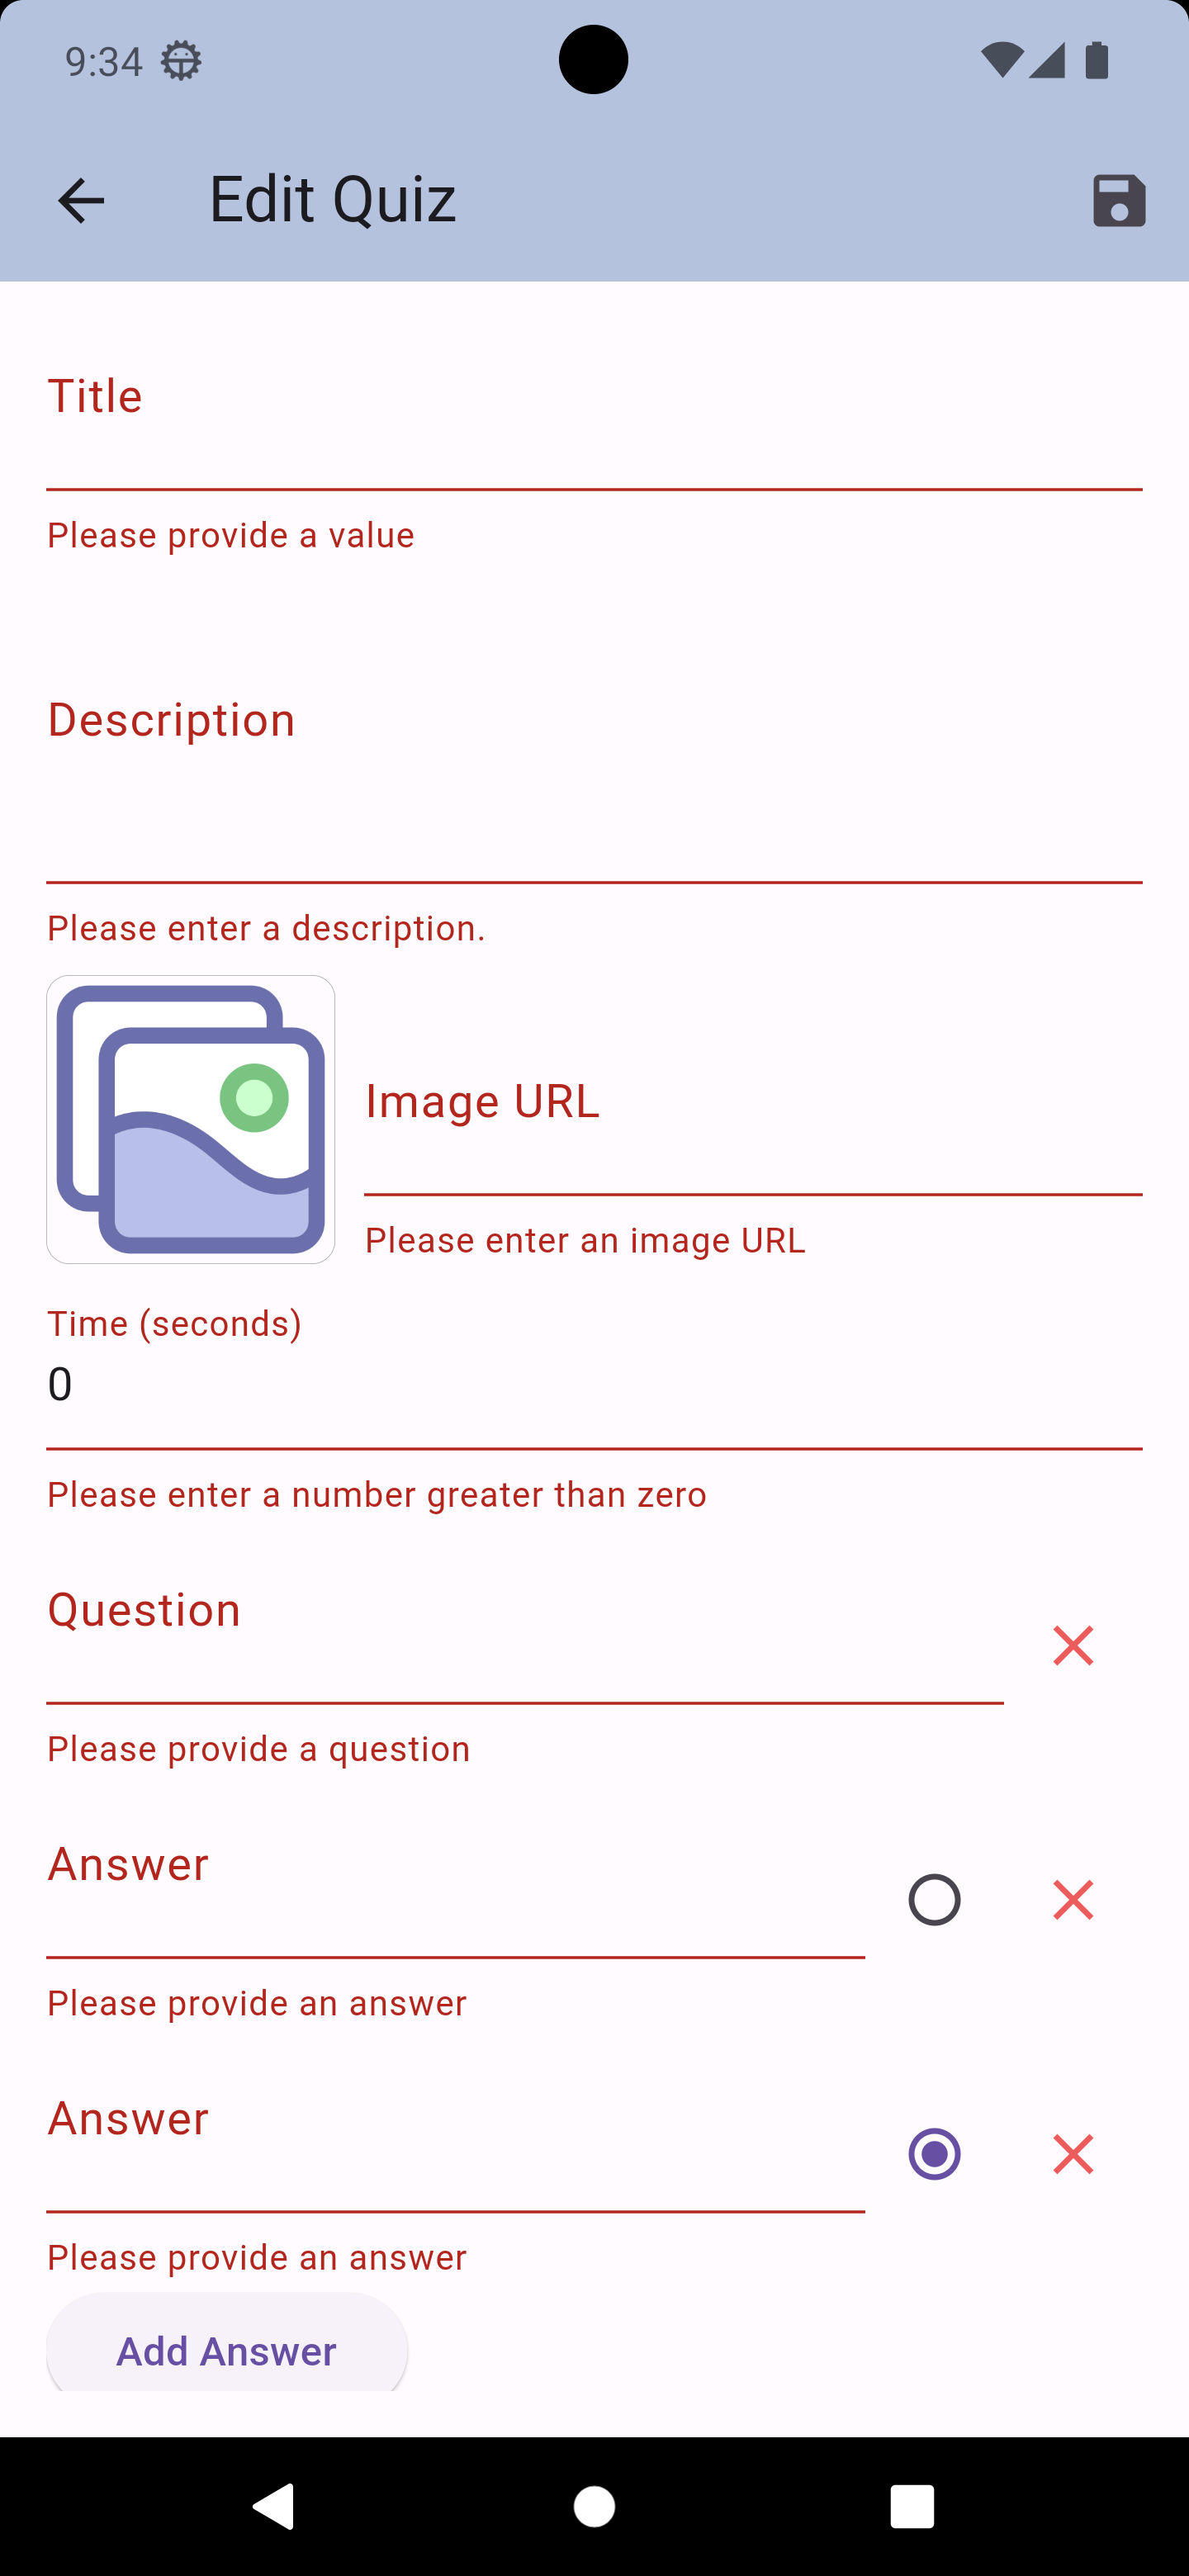 9:34
Edit Quiz
Title
Please provide a value
Description
Please enter a description.
Image URL
Please enter an image URL
Time (seconds)
0
Please enter a number greater than zero
Question
Please provide a question
Answer
Please provide an answer
Answer
Please provide an answer
Add Answer